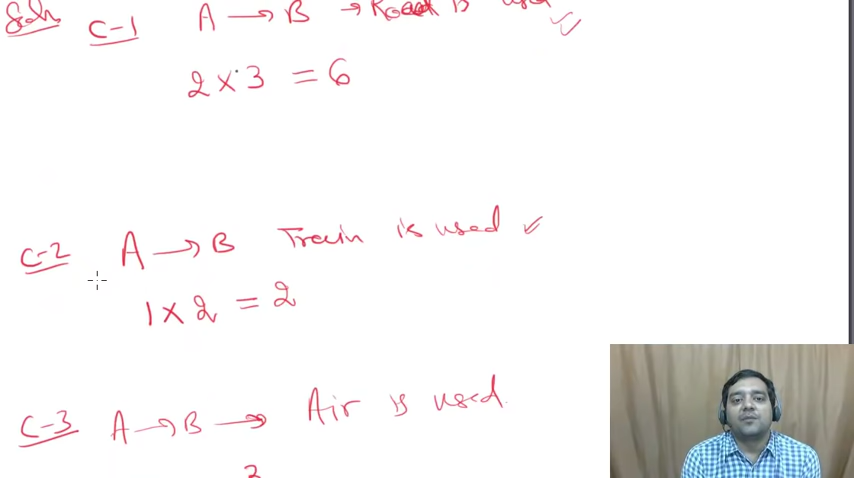 Soln C-1 A → B → Road is used
2 x 3 = 6
C-2 A → B Train is used ✓
1 x 2 = 2
C-3 A → B → Air is used.
3